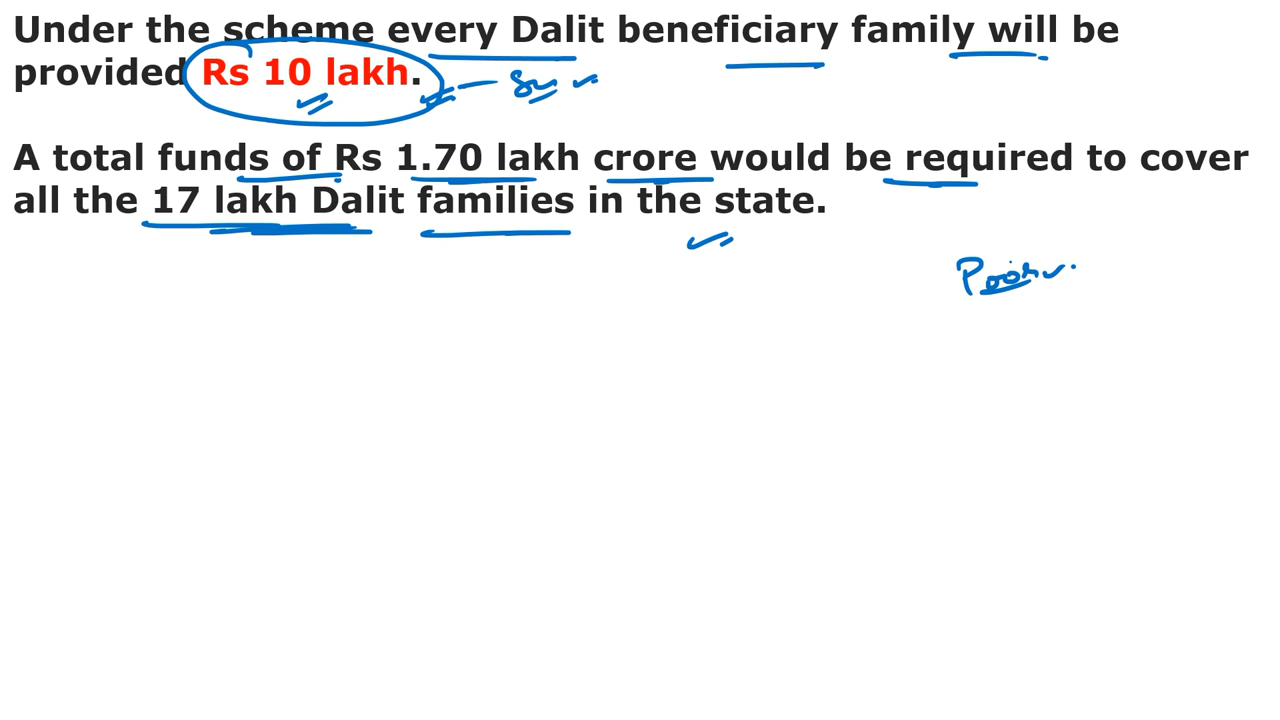 Under the scheme every Dalit beneficiary family will be
provided Rs 10 lakh.
A total funds of Rs 1.70 lakh crore would be required to cover
all the 17 lakh Dalit families in the state.
Poor